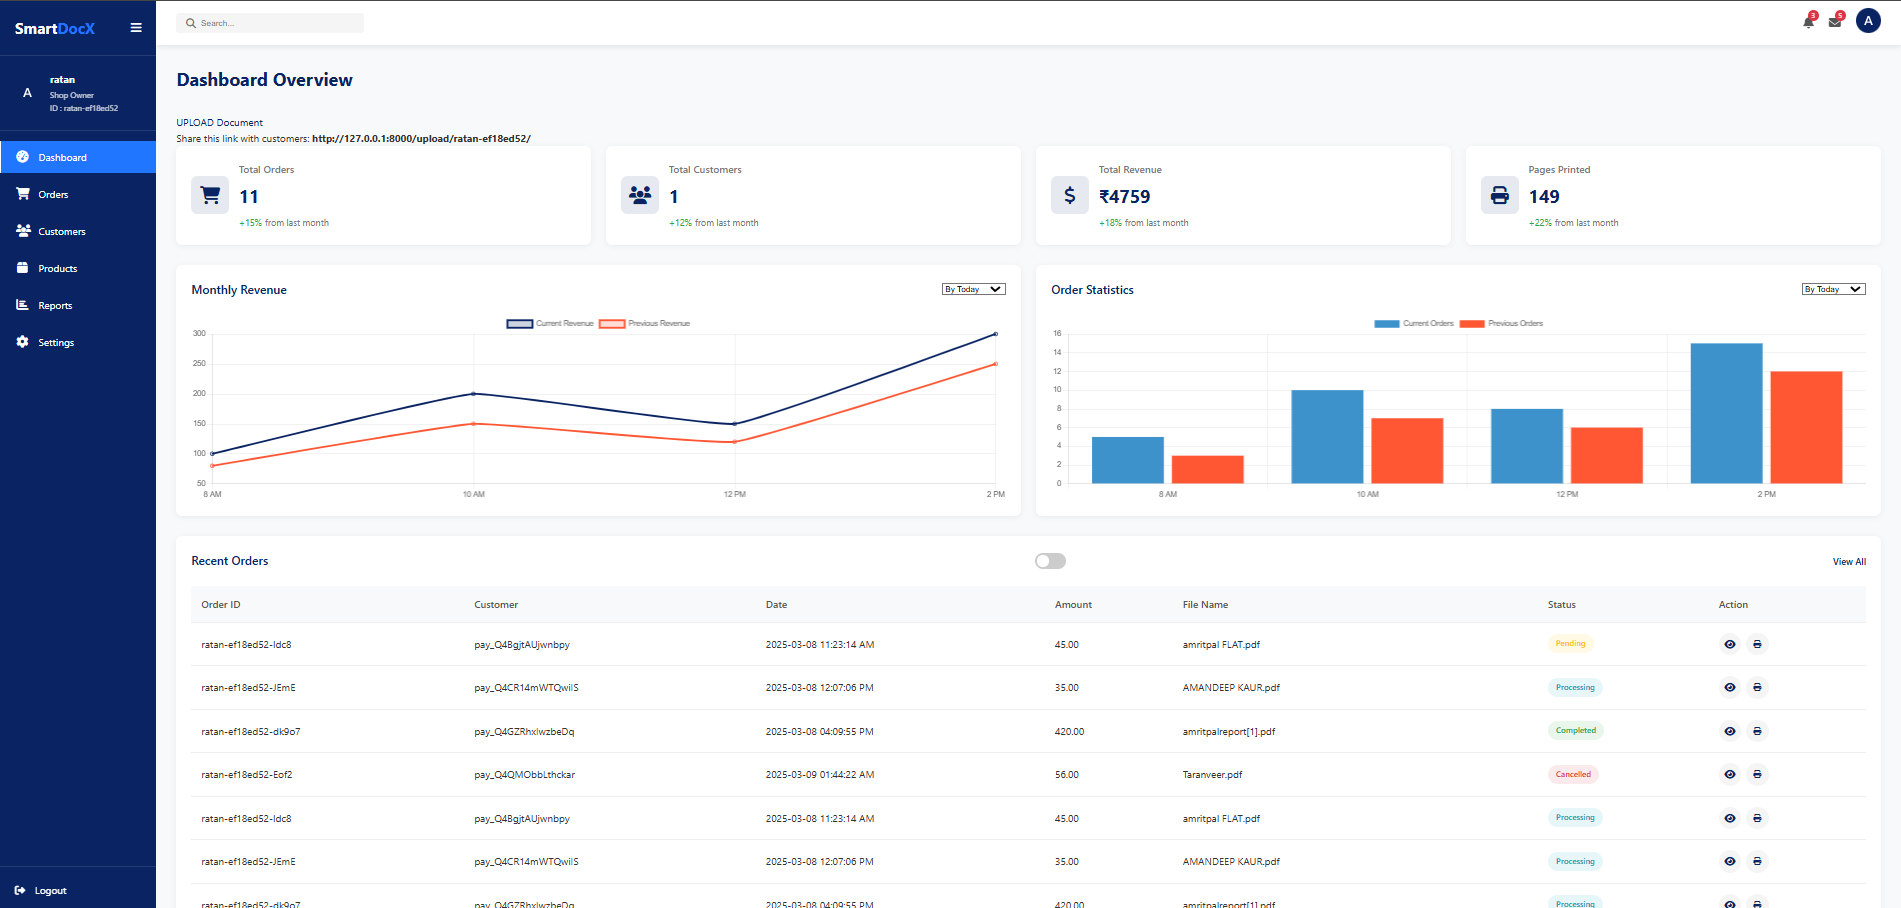 SmartDocX
Search...
3
5
A
A
ratan
Shop Owner
ID : ratan-ef18ed52
Dashboard
Orders
Customers
Products
Reports
Settings
Logout
Dashboard Overview
UPLOAD Document
Share this link with customers: http://127.0.0.1:8000/upload/ratan-ef18ed52/
Total Orders
11
+15% from last month
Total Customers
1
+12% from last month
Total Revenue
₹4759
+18% from last month
Pages Printed
149
+22% from last month
Monthly Revenue
By Today
Current Revenue Previous Revenue
300
250
200
150
100
50
8 AM 10 AM 12 PM 2 PM
Order Statistics
By Today
Current Orders Previous Orders
16
14
12
10
8
6
4
2
0
8 AM 10 AM 12 PM 2 PM
Recent Orders View All
Order ID Customer Date Amount File Name Status Action
ratan-ef18ed52-Idc8 pay_Q4BgjtAUjwnbpy 2025-03-08 11:23:14 AM 45.00 amritpal FLAT.pdf Pending
ratan-ef18ed52-JEmE pay_Q4CR14mWTQwiIS 2025-03-08 12:07:06 PM 35.00 AMANDEEP KAUR.pdf Processing
ratan-ef18ed52-dk9o7 pay_Q4GZRhxIwzbeDq 2025-03-08 04:09:55 PM 420.00 amritpalreport[1].pdf Completed
ratan-ef18ed52-Eof2 pay_Q4QMObbLthckar 2025-03-09 01:44:22 AM 56.00 Taranveer.pdf Cancelled
ratan-ef18ed52-Idc8 pay_Q4BgjtAUjwnbpy 2025-03-08 11:23:14 AM 45.00 amritpal FLAT.pdf Processing
ratan-ef18ed52-JEmE pay_Q4CR14mWTQwiIS 2025-03-08 12:07:06 PM 35.00 AMANDEEP KAUR.pdf Processing
ratan-ef18ed52-dk9o7 pay_Q4GZRhxIwzbeDq 2025-03-08 04:09:55 PM 420.00 amritpalreport[1].pdf Processing